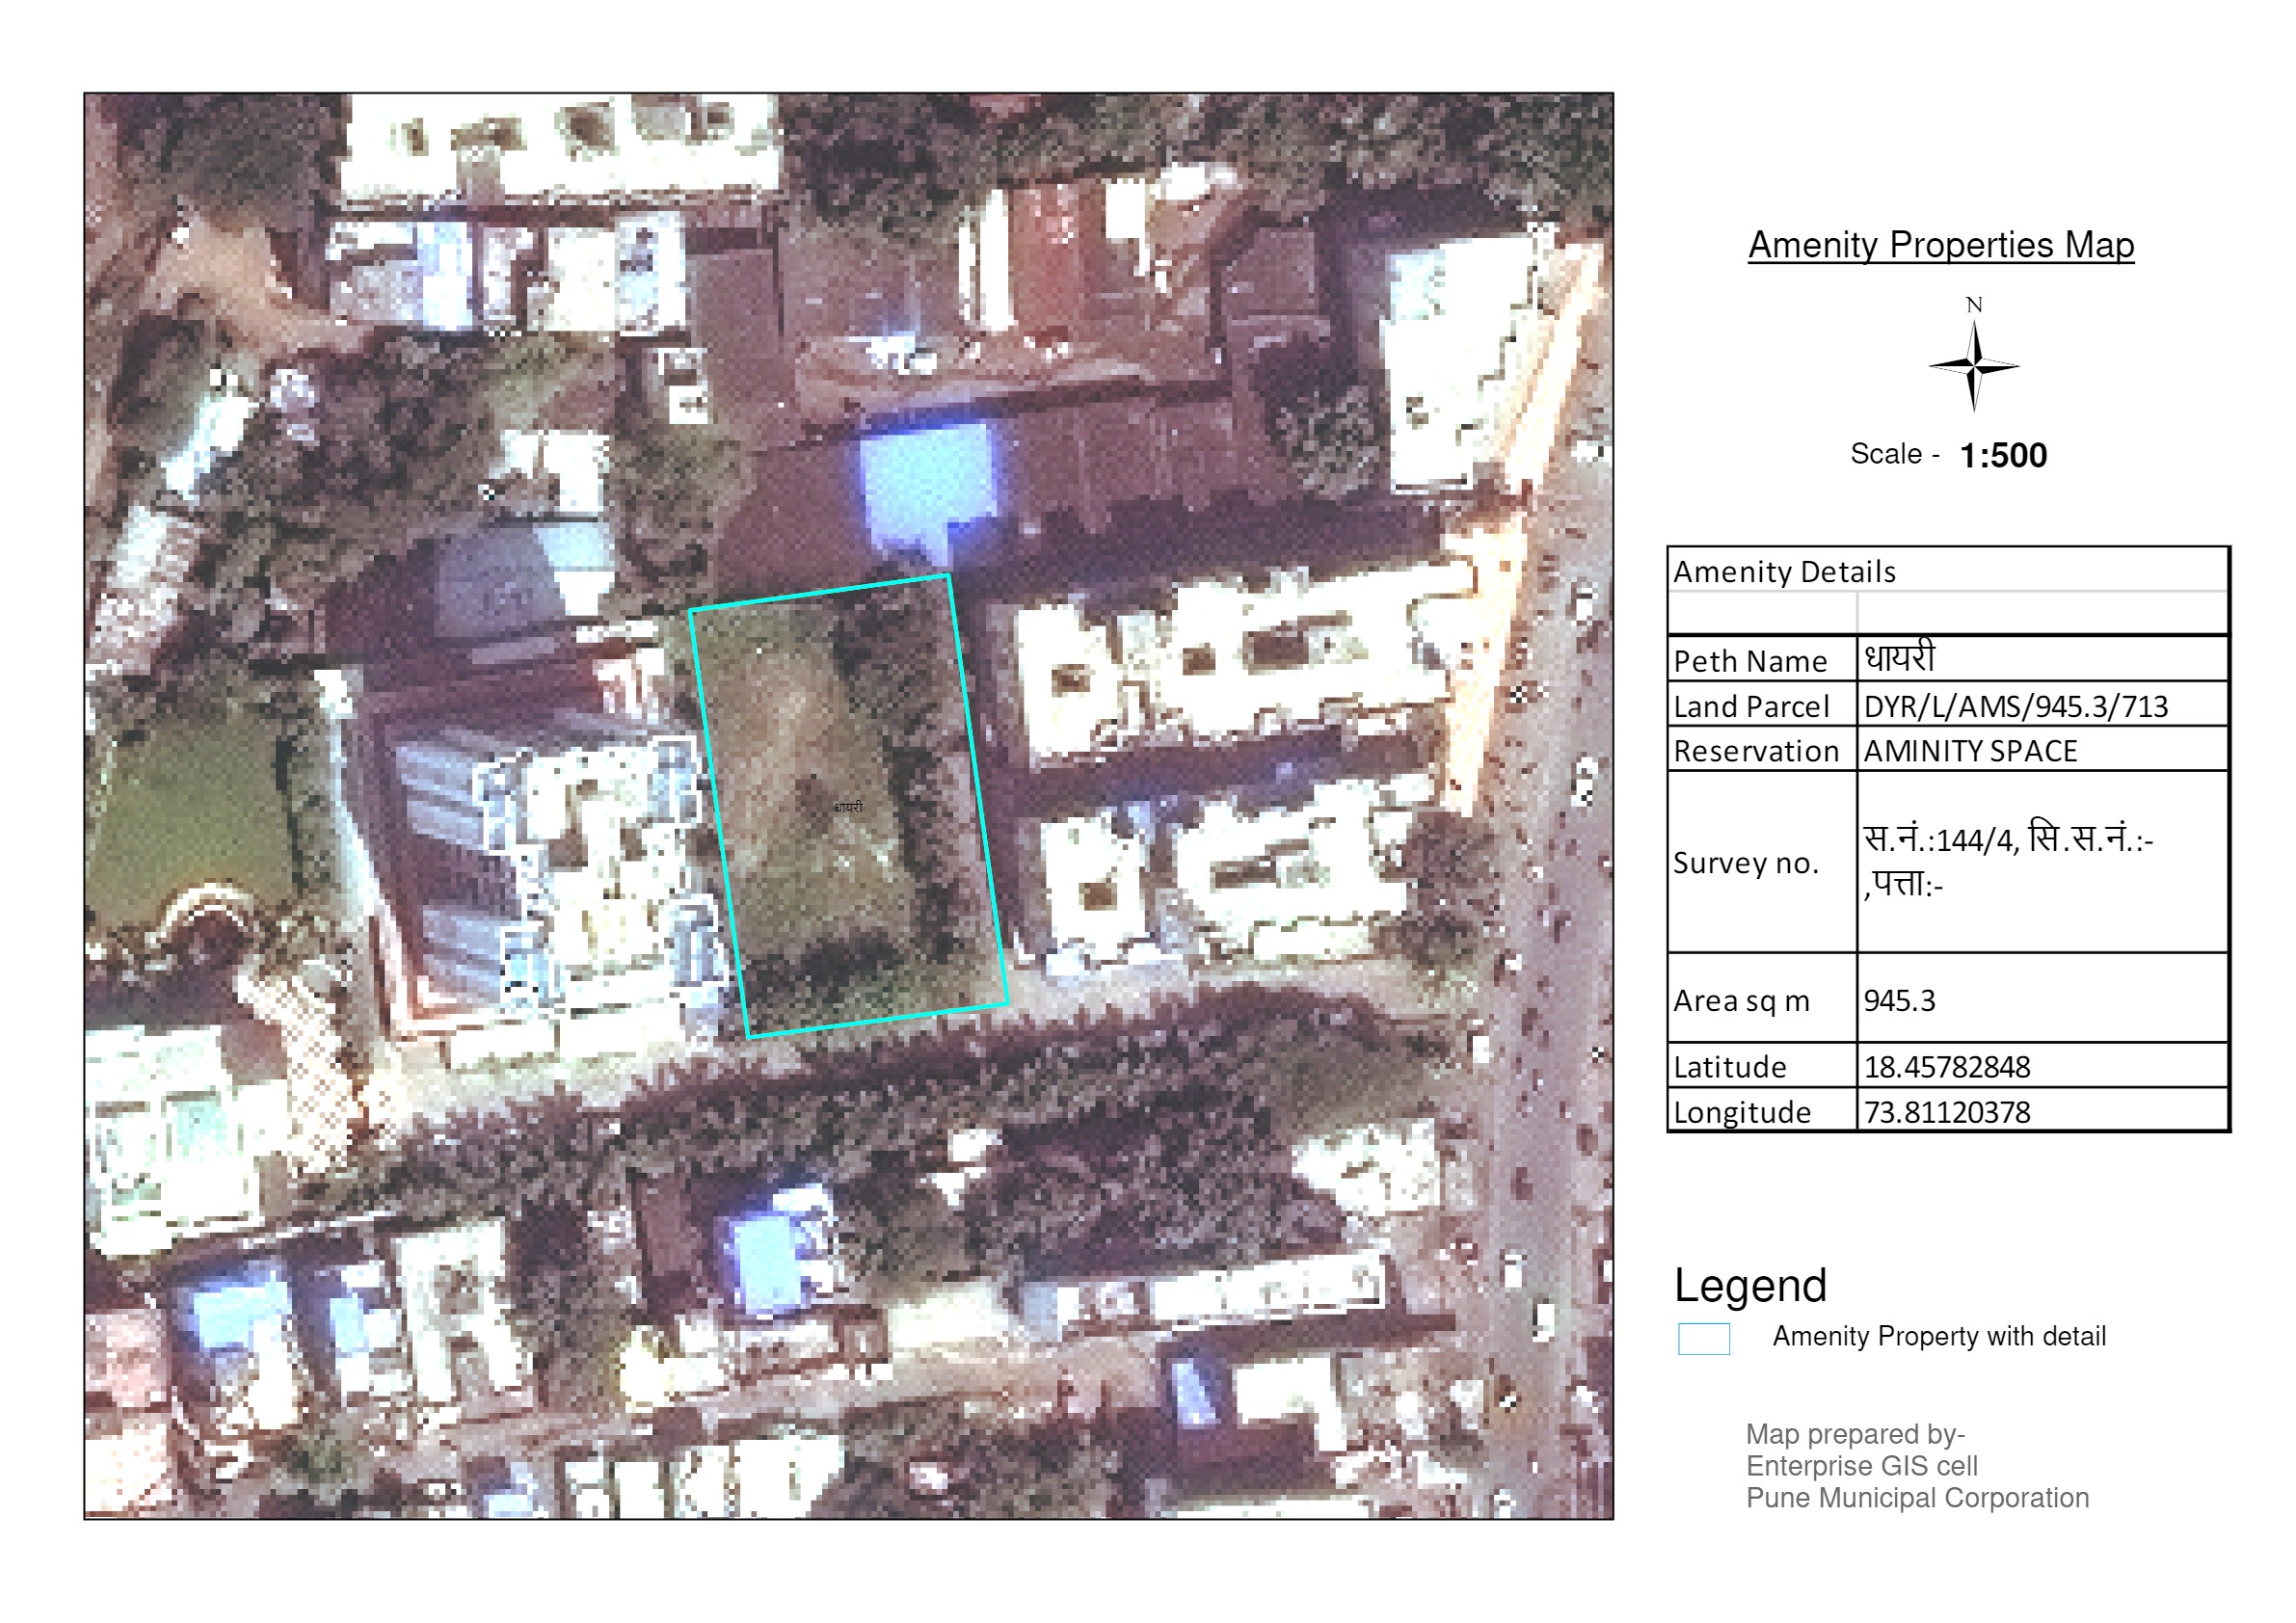 Amenity Properties Map
N
Scale - 1:500
Amenity Details
Peth Name धायरी
Land Parcel DYR/L/AMS/945.3/713
Reservation AMINITY SPACE
Survey no. स.नं.:144/4, सि.स.नं.:-
,पत्ता:-
Area sq m 945.3
Latitude 18.45782848
Longitude 73.81120378
धायरी
Legend
Amenity Property with detail
Map prepared by-
Enterprise GIS cell
Pune Municipal Corporation